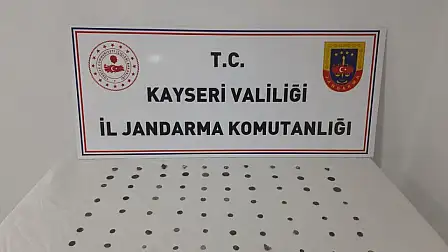 T.C.
KAYSERİ VALİLİĞİ
İL JANDARMA KOMUTANLIĞI